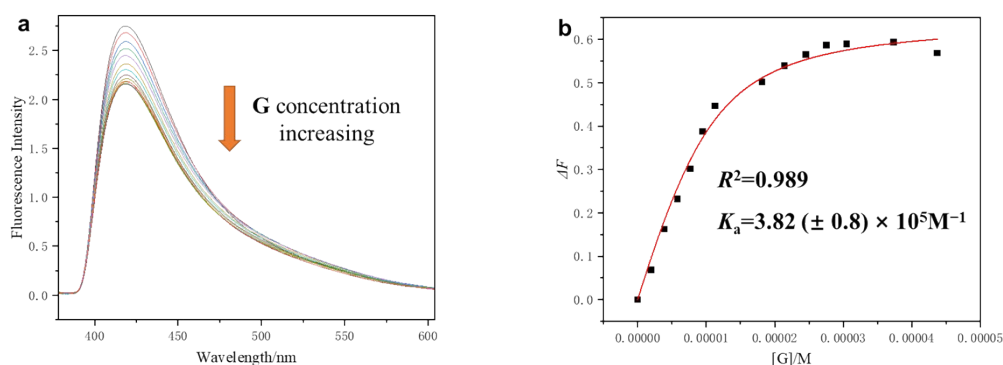 a
2.5
2.0
1.5
1.0
0.5
0.0
Fluorescence Intensity
G concentration
increasing
400
450
500
550
600
Wavelength/nm
b
0.6
0.5
0.4
0.3
0.2
0.1
0.0
ΔF
R²=0.989
Kₐ=3.82 (± 0.8) × 10⁵M⁻¹
0.00000
0.00001
0.00002
0.00003
0.00004
0.00005
[G]/M